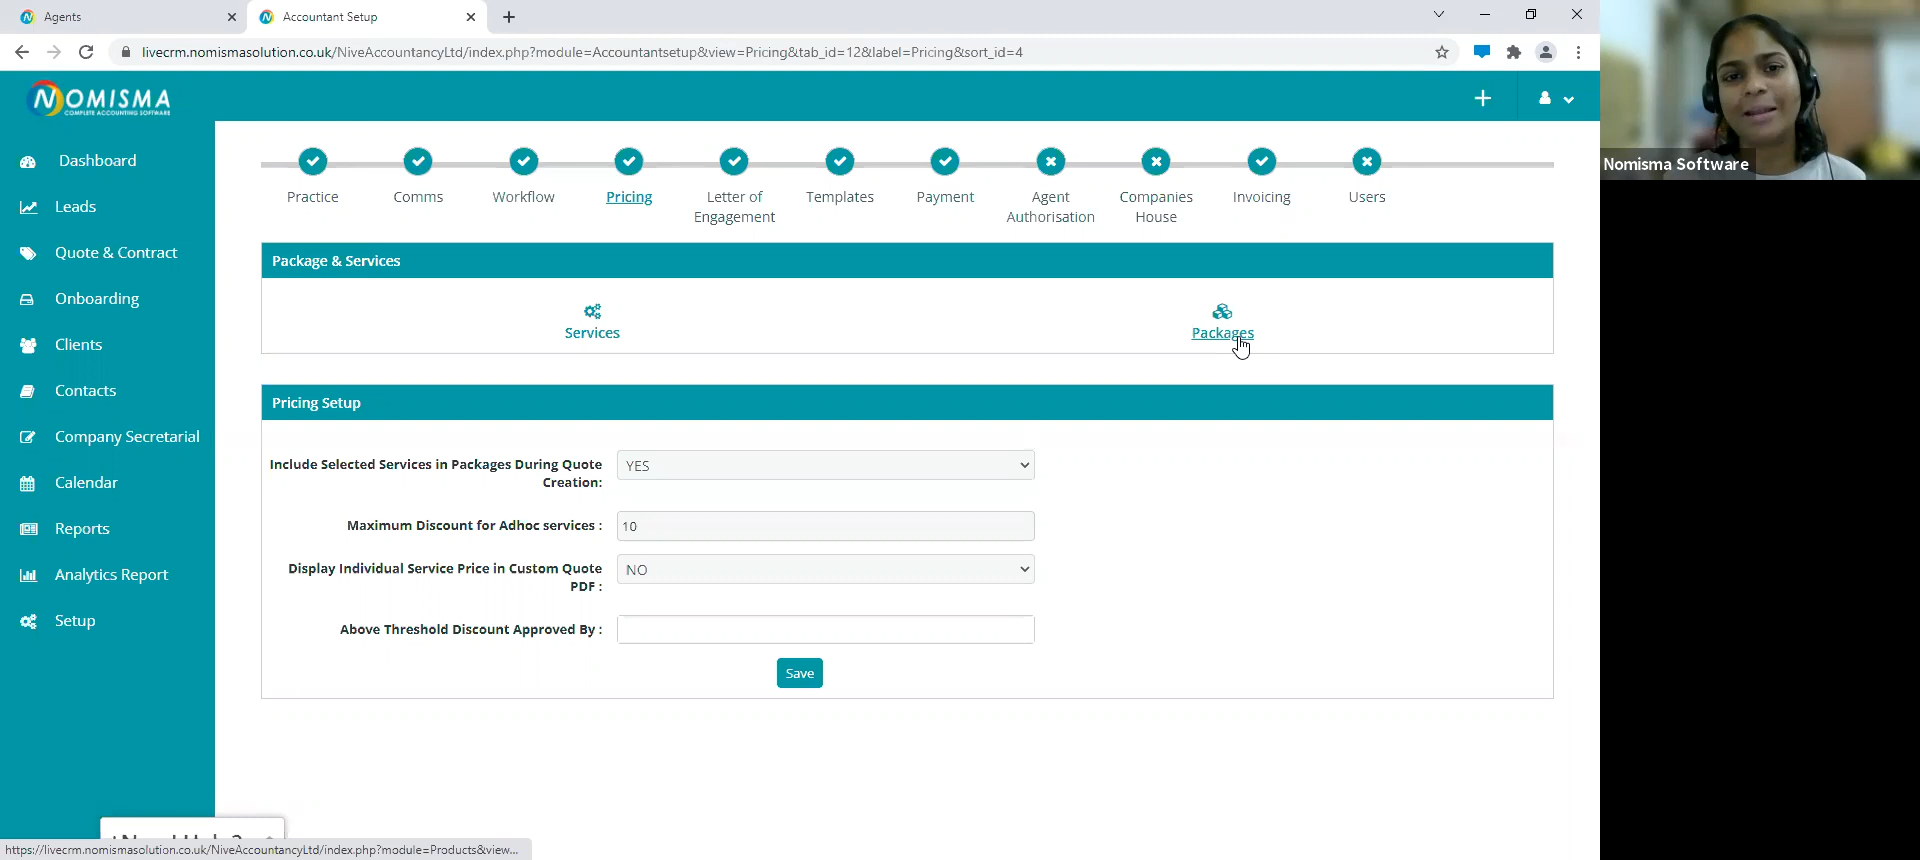 Agents
Accountant Setup
livecrm.nomismasolution.co.uk/NiveAccountancyLtd/index.php?module=Accountantsetup&view=Pricing&tab_id=12&label=Pricing&sort_id=4
NOMISMA
COMPLETE ACCOUNTING SOFTWARE
Nomisma Software
Dashboard
Leads
Quote & Contract
Onboarding
Clients
Contacts
Company Secretarial
Calendar
Reports
Analytics Report
Setup
Practice
Comms
Workflow
Pricing
Letter of
Engagement
Templates
Payment
Agent
Authorisation
Companies
House
Invoicing
Users
Package & Services
Services
Packages
Pricing Setup
Include Selected Services in Packages During Quote
Creation:
YES
Maximum Discount for Adhoc services :
10
Display Individual Service Price in Custom Quote
PDF :
NO
Above Threshold Discount Approved By :
Save
https://livecrm.nomismasolution.co.uk/NiveAccountancyLtd/index.php?module=Products&view...